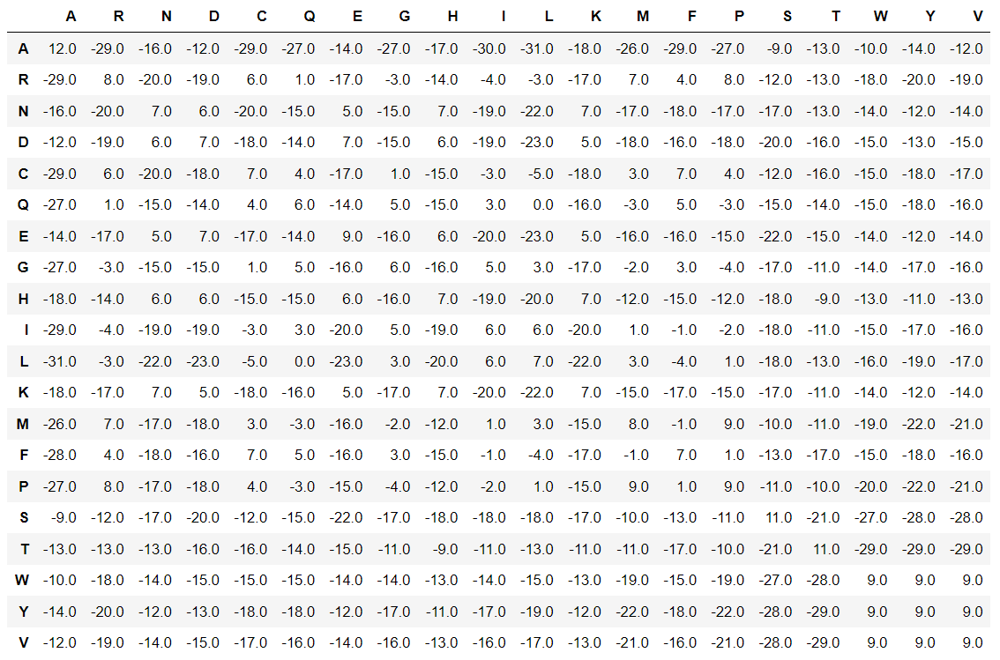 A R N D C Q E G H I L K M F P S T W Y V
A 12.0 -29.0 -16.0 -12.0 -29.0 -27.0 -14.0 -27.0 -17.0 -30.0 -31.0 -18.0 -26.0 -29.0 -27.0 -9.0 -13.0 -10.0 -14.0 -12.0
R -29.0 8.0 -20.0 -19.0 6.0 1.0 -17.0 -3.0 -14.0 -4.0 -3.0 -17.0 7.0 4.0 8.0 -12.0 -13.0 -18.0 -20.0 -19.0
N -16.0 -20.0 7.0 6.0 -20.0 -15.0 5.0 -15.0 7.0 -19.0 -22.0 7.0 -17.0 -18.0 -17.0 -17.0 -13.0 -14.0 -12.0 -14.0
D -12.0 -19.0 6.0 7.0 -18.0 -14.0 7.0 -15.0 6.0 -19.0 -23.0 5.0 -18.0 -16.0 -18.0 -20.0 -16.0 -15.0 -13.0 -15.0
C -29.0 6.0 -20.0 -18.0 7.0 4.0 -17.0 1.0 -15.0 -3.0 -5.0 -18.0 3.0 7.0 4.0 -12.0 -16.0 -15.0 -18.0 -17.0
Q -27.0 1.0 -15.0 -14.0 4.0 6.0 -14.0 5.0 -15.0 3.0 0.0 -16.0 -3.0 5.0 -3.0 -15.0 -14.0 -15.0 -18.0 -16.0
E -14.0 -17.0 5.0 7.0 -17.0 -14.0 9.0 -16.0 6.0 -20.0 -23.0 5.0 -16.0 -16.0 -15.0 -22.0 -15.0 -14.0 -12.0 -14.0
G -27.0 -3.0 -15.0 -15.0 1.0 5.0 -16.0 6.0 -16.0 5.0 3.0 -17.0 -2.0 3.0 -4.0 -17.0 -11.0 -14.0 -17.0 -16.0
H -18.0 -14.0 6.0 6.0 -15.0 -15.0 6.0 -16.0 7.0 -19.0 -20.0 7.0 -12.0 -15.0 -12.0 -18.0 -9.0 -13.0 -11.0 -13.0
I -29.0 -4.0 -19.0 -19.0 -3.0 3.0 -20.0 5.0 -19.0 6.0 6.0 -20.0 1.0 -1.0 -2.0 -18.0 -11.0 -15.0 -17.0 -16.0
L -31.0 -3.0 -22.0 -23.0 -5.0 0.0 -23.0 3.0 -20.0 6.0 7.0 -22.0 3.0 -4.0 1.0 -18.0 -13.0 -16.0 -19.0 -17.0
K -18.0 -17.0 7.0 5.0 -18.0 -16.0 5.0 -17.0 7.0 -20.0 -22.0 7.0 -15.0 -17.0 -15.0 -17.0 -11.0 -14.0 -12.0 -14.0
M -26.0 7.0 -17.0 -18.0 3.0 -3.0 -16.0 -2.0 -12.0 1.0 3.0 -15.0 8.0 -1.0 9.0 -10.0 -11.0 -19.0 -22.0 -21.0
F -28.0 4.0 -18.0 -16.0 7.0 5.0 -16.0 3.0 -15.0 -1.0 -4.0 -17.0 -1.0 7.0 1.0 -13.0 -17.0 -15.0 -18.0 -16.0
P -27.0 8.0 -17.0 -18.0 4.0 -3.0 -15.0 -4.0 -12.0 -2.0 1.0 -15.0 9.0 1.0 9.0 -11.0 -10.0 -20.0 -22.0 -21.0
S -9.0 -12.0 -17.0 -20.0 -12.0 -15.0 -22.0 -17.0 -18.0 -18.0 -18.0 -17.0 -10.0 -13.0 -11.0 11.0 -21.0 -27.0 -28.0 -28.0
T -13.0 -13.0 -13.0 -16.0 -16.0 -14.0 -15.0 -11.0 -9.0 -11.0 -13.0 -11.0 -11.0 -17.0 -10.0 -21.0 11.0 -29.0 -29.0 -29.0
W -10.0 -18.0 -14.0 -15.0 -15.0 -15.0 -14.0 -14.0 -13.0 -14.0 -15.0 -13.0 -19.0 -15.0 -19.0 -27.0 -28.0 9.0 9.0 9.0
Y -14.0 -20.0 -12.0 -13.0 -18.0 -18.0 -12.0 -17.0 -11.0 -17.0 -19.0 -12.0 -22.0 -18.0 -22.0 -28.0 -29.0 9.0 9.0 9.0
V -12.0 -19.0 -14.0 -15.0 -17.0 -16.0 -14.0 -16.0 -13.0 -16.0 -17.0 -13.0 -21.0 -16.0 -21.0 -28.0 -29.0 9.0 9.0 9.0